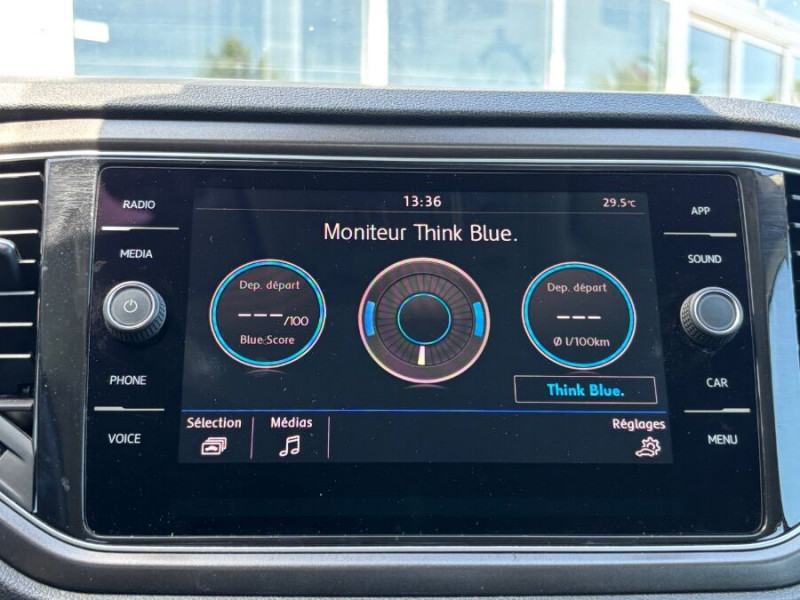 RADIO
MEDIA
PHONE
VOICE
13:36
29.5°C
Moniteur Think Blue.
Dep. départ
---/100
Blue Score
Dep. départ
---
Ø l/100km
Think Blue.
Sélection
Médias
Réglages
APP
SOUND
CAR
MENU